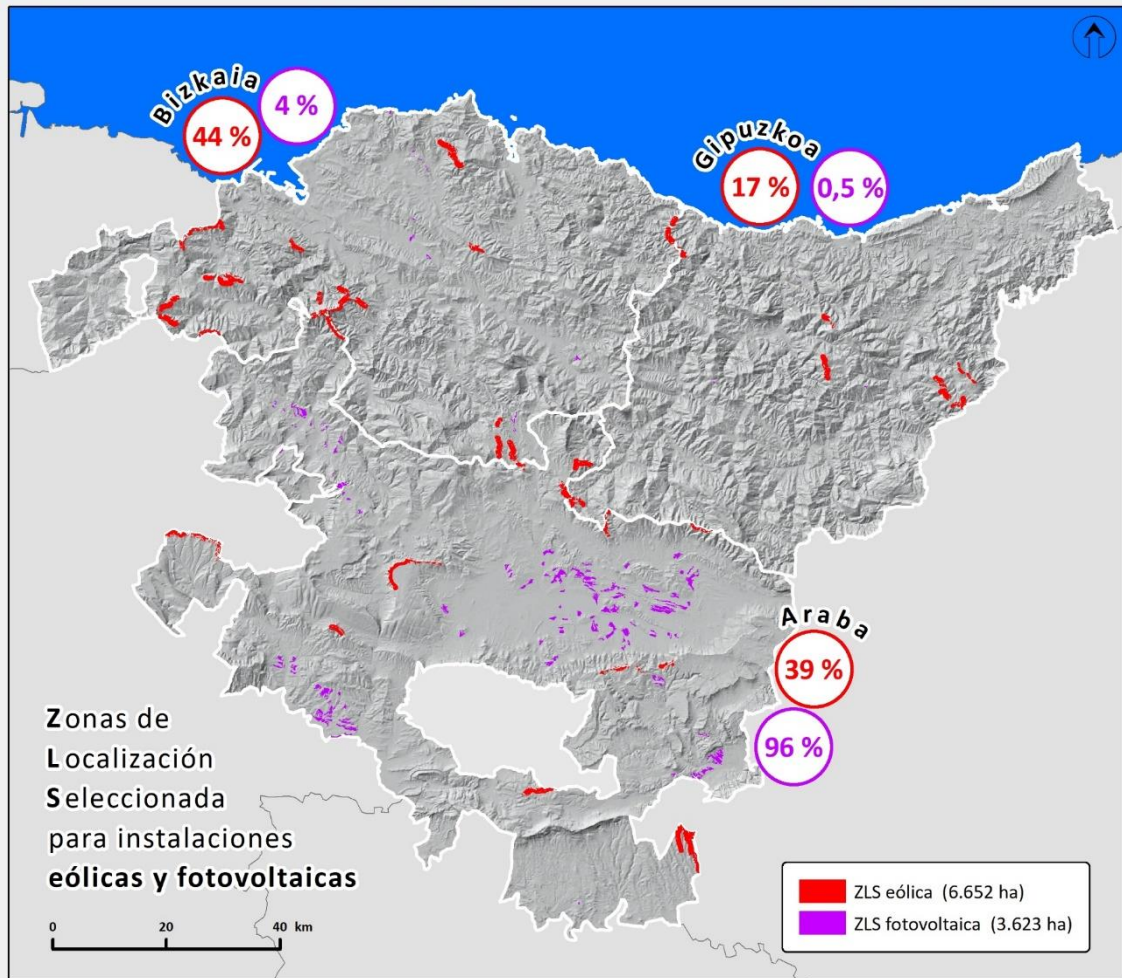 Bizkaia
44 %
4 %
Gipuzkoa
17 %
0,5 %
Araba
39 %
96 %
Zonas de
Localización
Seleccionada
para instalaciones
eólicas y fotovoltaicas
0 20 40 km
ZLS eólica (6.652 ha)
ZLS fotovoltaica (3.623 ha)